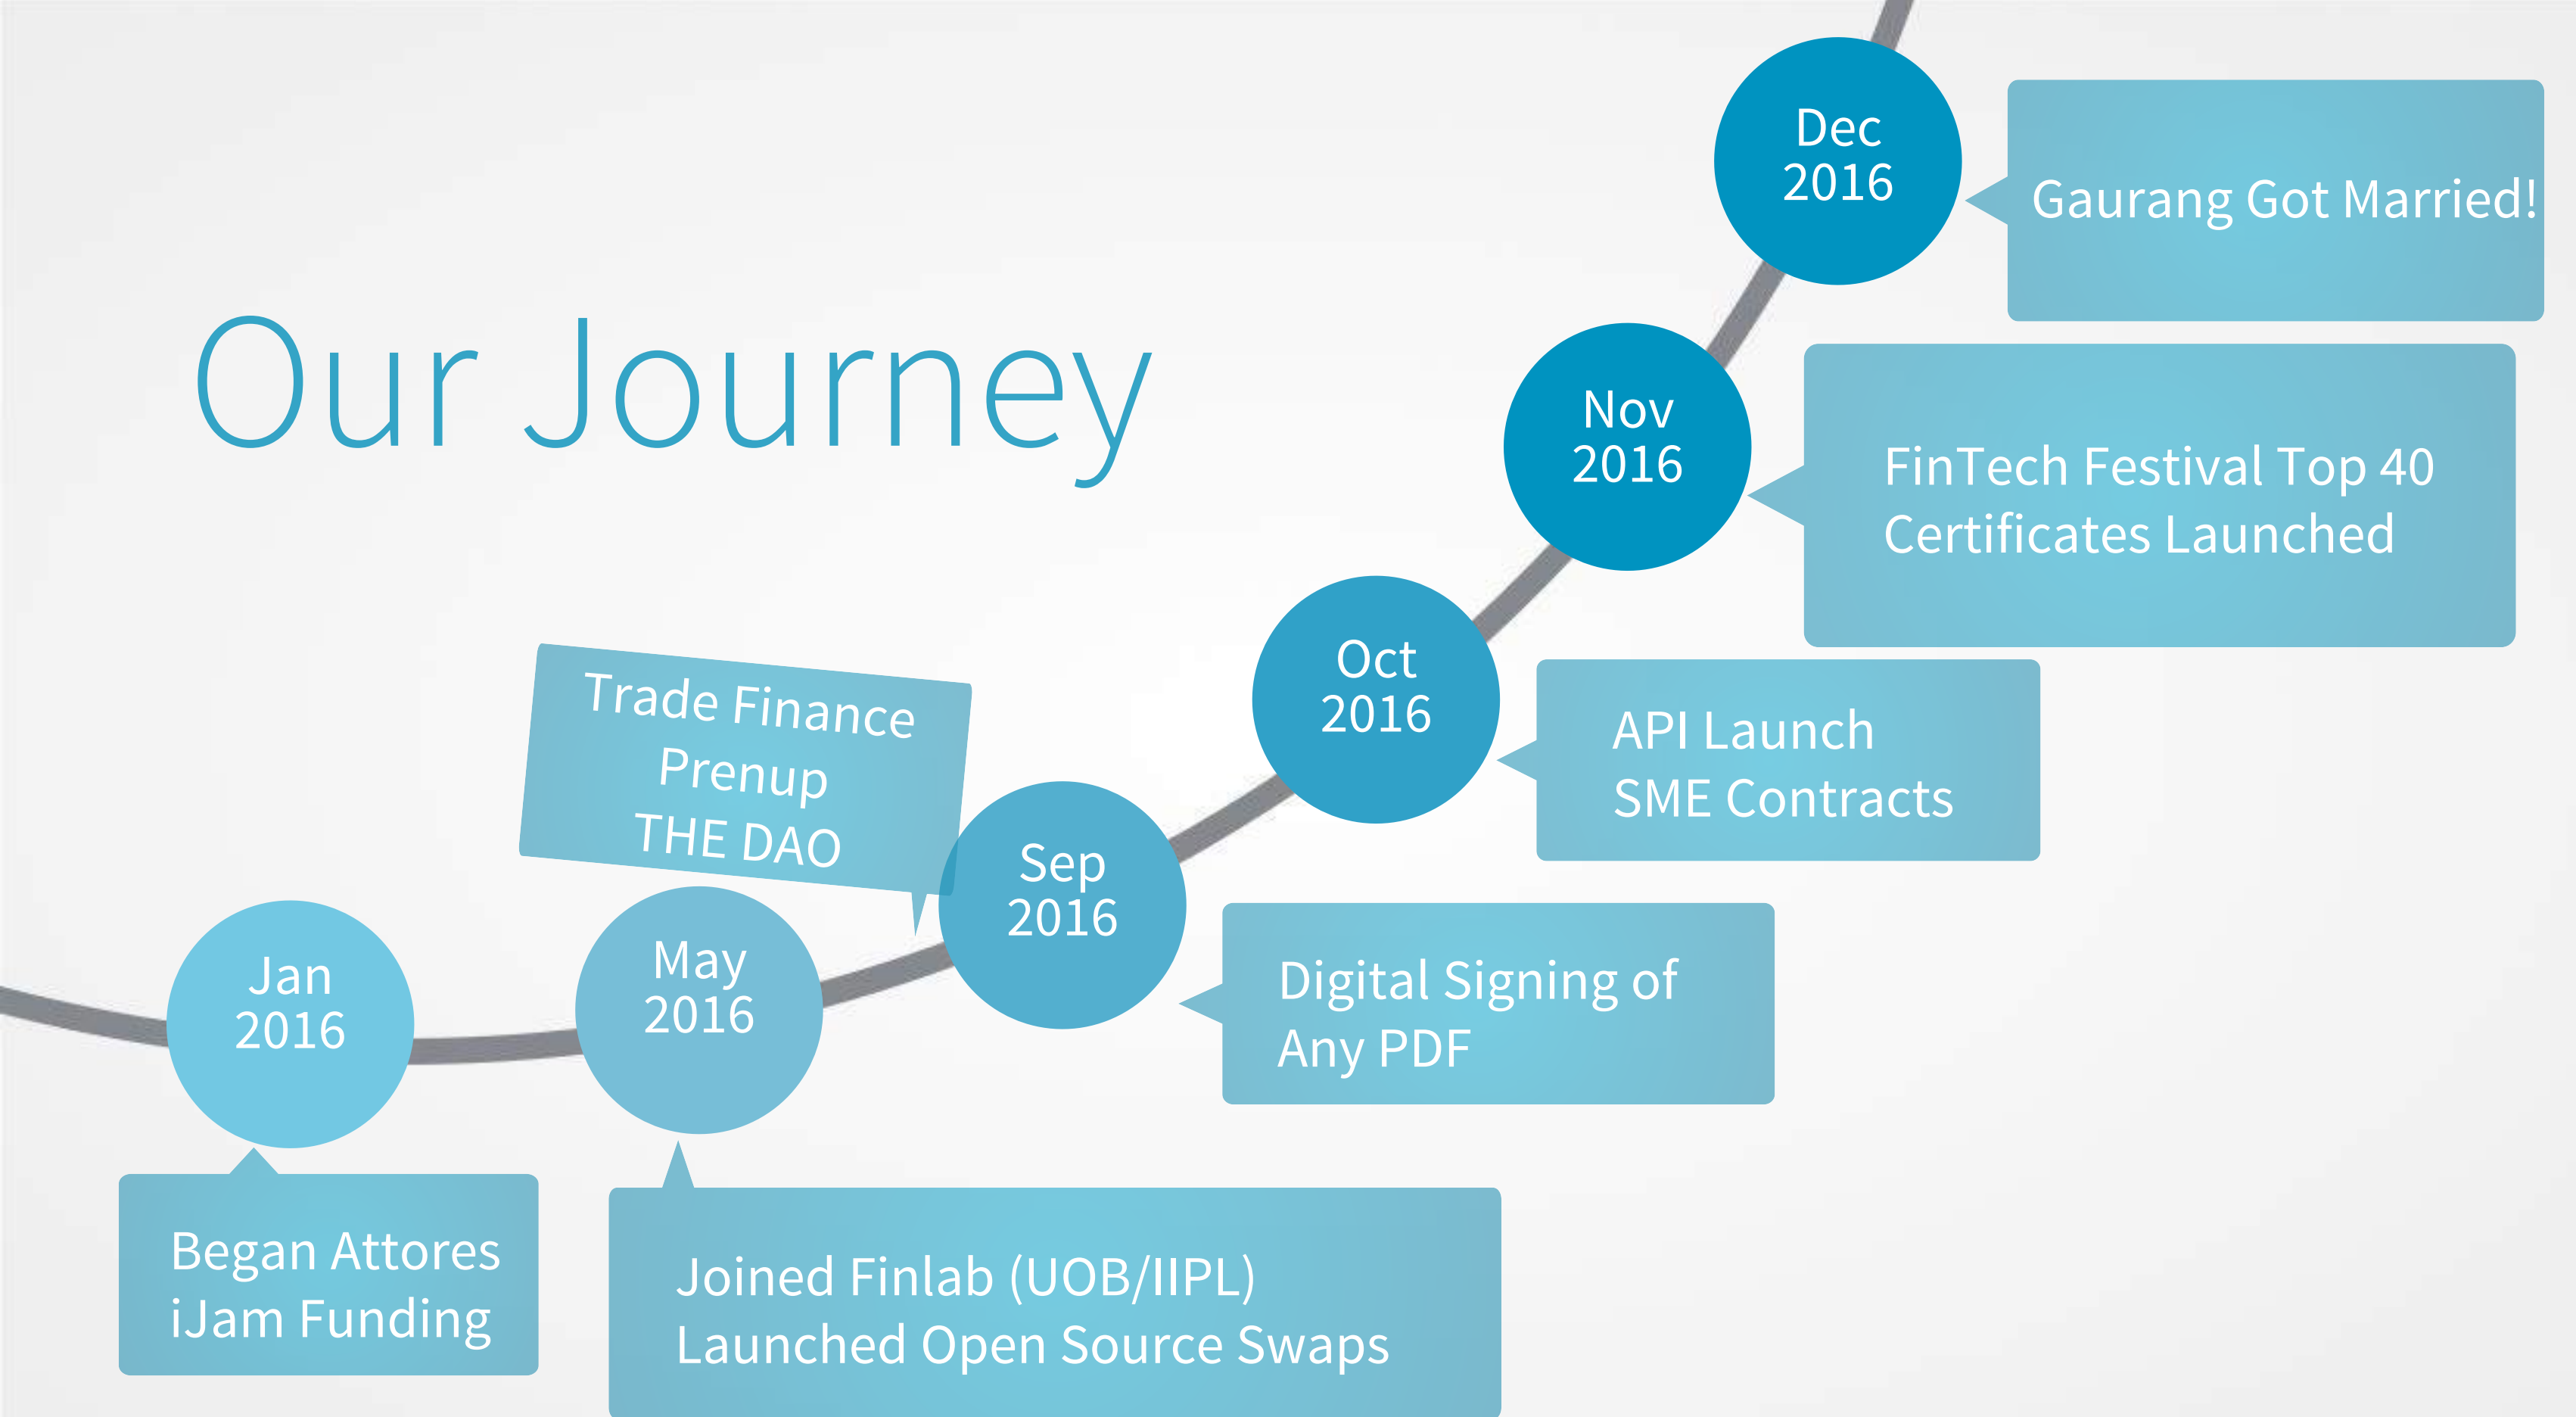 Our Journey
Jan
2016
Began Attores
iJam Funding
May
2016
Joined Finlab (UOB/IIPL)
Launched Open Source Swaps
Trade Finance
Prenup
THE DAO
Sep
2016
Digital Signing of
Any PDF
Oct
2016
API Launch
SME Contracts
Nov
2016
FinTech Festival Top 40
Certificates Launched
Dec
2016
Gaurang Got Married!